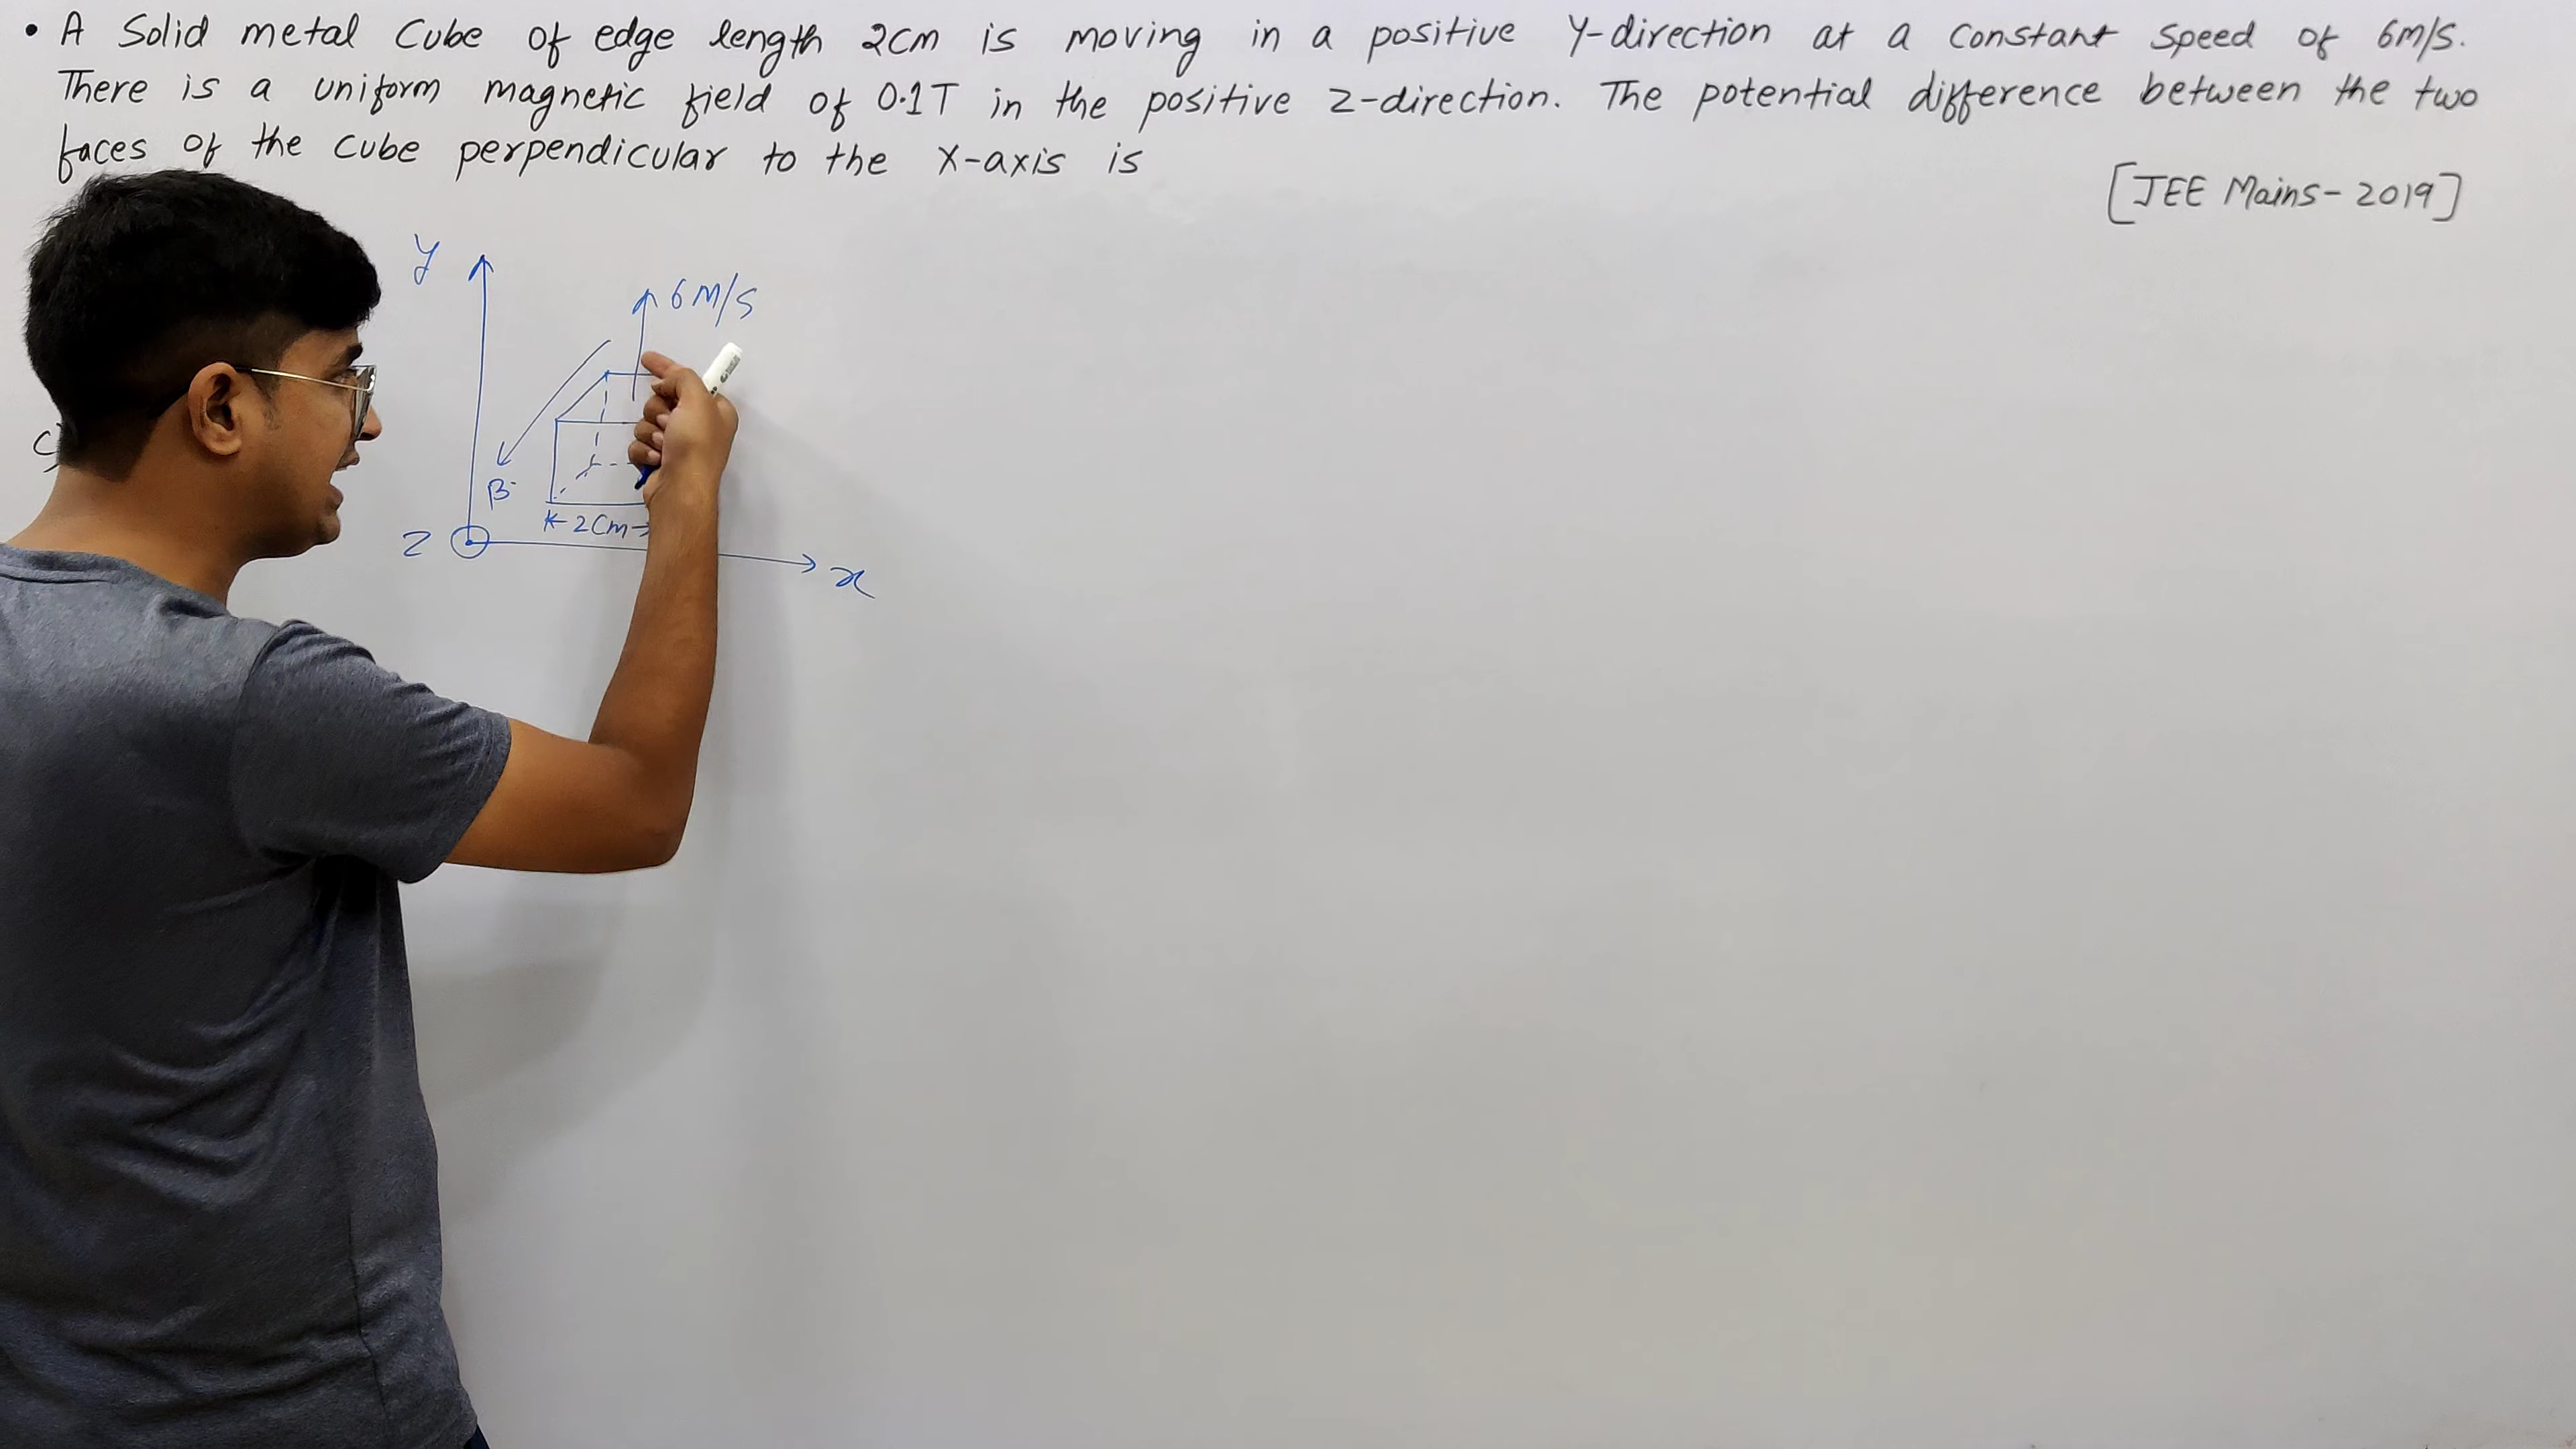 • A Solid metal Cube of edge length 2cm is moving in a positive Y-direction at a constant speed of 6m/s.
There is a uniform magnetic field of 0.1T in the positive z-direction. The potential difference between the two
faces of the cube perpendicular to the X-axis is
[JEE Mains-2019]
y
6 M/S
B
2Cm
Z
x